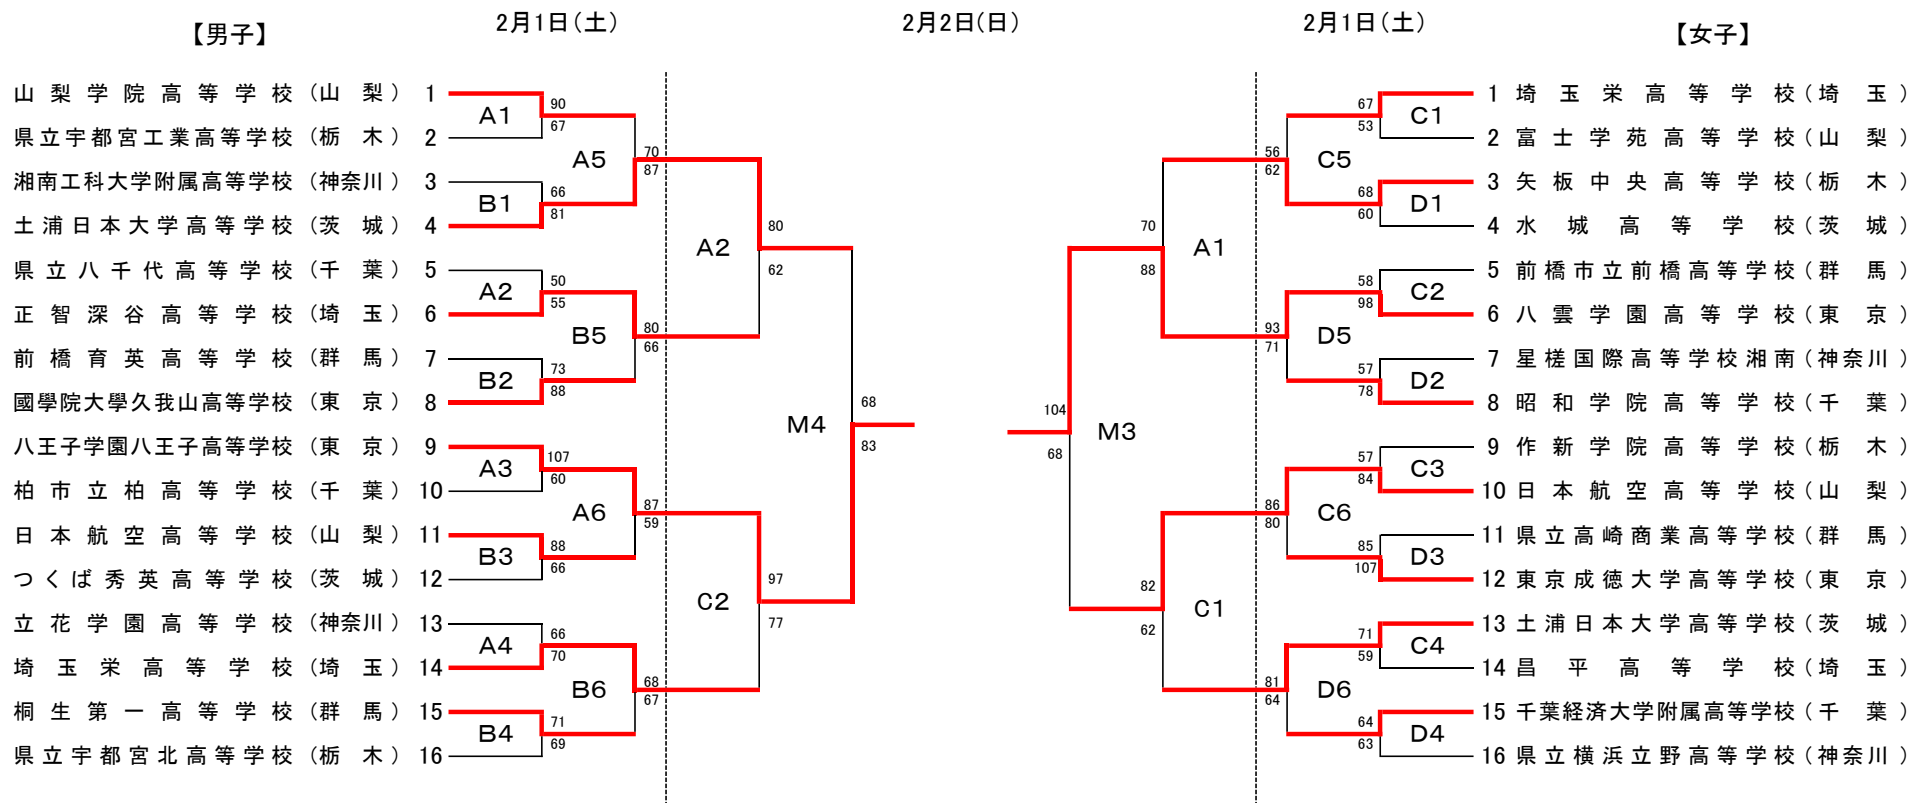 【男子】 2月1日(土) 2月2日(日) 2月1日(土) 【女子】
山梨学院高等学校(山梨) 1
県立宇都宮工業高等学校(栃木) 2
湘南工科大学附属高等学校(神奈川) 3
土浦日本大学高等学校(茨城) 4
県立八千代高等学校(千葉) 5
正智深谷高等学校(埼玉) 6
前橋育英高等学校(群馬) 7
國學院大學久我山高等学校(東京) 8
八王子学園八王子高等学校(東京) 9
柏市立柏高等学校(千葉) 10
日本航空高等学校(山梨) 11
つくば秀英高等学校(茨城) 12
立花学園高等学校(神奈川) 13
埼玉栄高等学校(埼玉) 14
桐生第一高等学校(群馬) 15
県立宇都宮北高等学校(栃木) 16
A1 90 67
B1 66 81
A2 50 55
B2 73 88
A3 107 60
B3 88 66
A4 66 70
B4 71 69
A5 70 87
B5 80 66
A6 87 59
B6 68 67
A2 80 62
C2 97 77
M4 68 83
104 68 M3
70 88 A1
82 62 C1
56 62 C5
93 71 D5
86 80 C6
81 64 D6
67 53 C1
68 60 D1
58 98 C2
57 78 D2
57 84 C3
85 107 D3
71 59 C4
64 63 D4
1 埼玉栄高等学校(埼玉)
2 富士学苑高等学校(山梨)
3 矢板中央高等学校(栃木)
4 水城高等学校(茨城)
5 前橋市立前橋高等学校(群馬)
6 八雲学園高等学校(東京)
7 星槎国際高等学校湘南(神奈川)
8 昭和学院高等学校(千葉)
9 作新学院高等学校(栃木)
10 日本航空高等学校(山梨)
11 県立高崎商業高等学校(群馬)
12 東京成徳大学高等学校(東京)
13 土浦日本大学高等学校(茨城)
14 昌平高等学校(埼玉)
15 千葉経済大学附属高等学校(千葉)
16 県立横浜立野高等学校(神奈川)